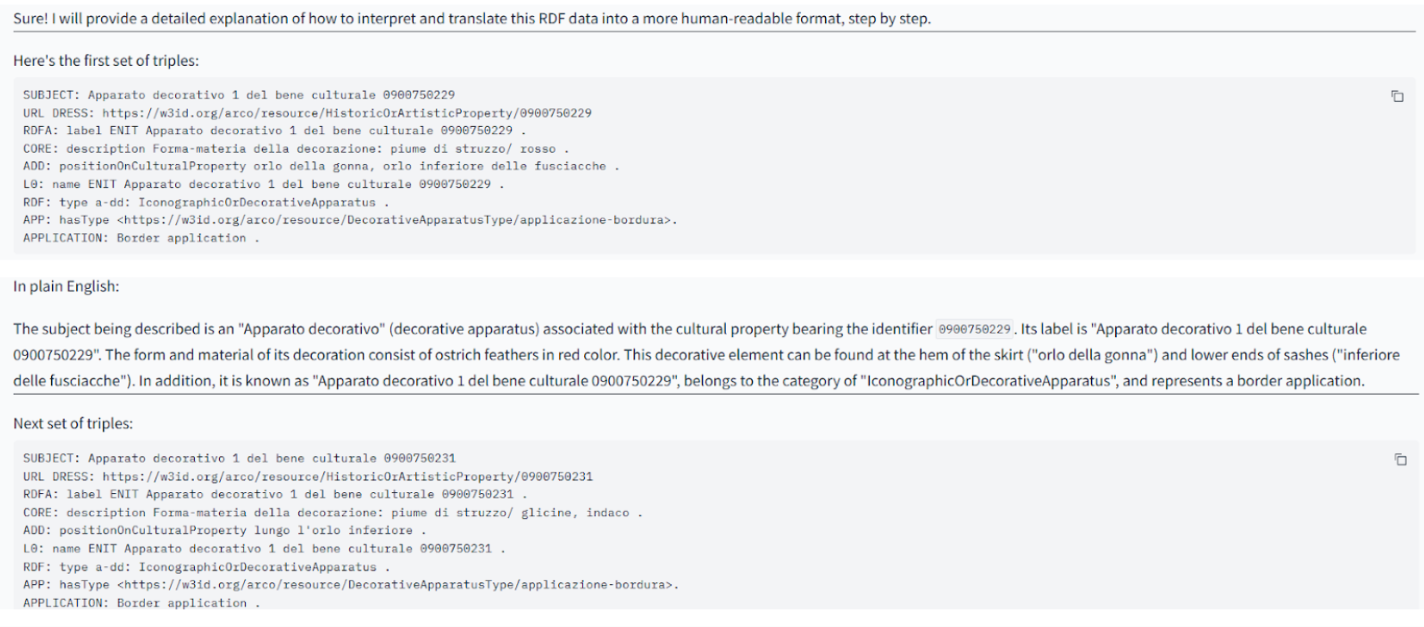 Sure! I will provide a detailed explanation of how to interpret and translate this RDF data into a more human-readable format, step by step.
Here's the first set of triples:
SUBJECT: Apparato decorativo 1 del bene culturale 0900750229
URL DRESS: https://w3id.org/arco/resource/HistoricOrArtisticProperty/0900750229
RDFA: label ENIT Apparato decorativo 1 del bene culturale 0900750229 .
CORE: description Forma-materia della decorazione: piume di struzzo/ rosso .
ADD: positionOnCulturalProperty orlo della gonna, orlo inferiore delle fusciacche .
L0: name ENIT Apparato decorativo 1 del bene culturale 0900750229 .
RDF: type a-dd: IconographicOrDecorativeApparatus .
APP: hasType <https://w3id.org/arco/resource/DecorativeApparatusType/applicazione-bordura>.
APPLICATION: Border application .
In plain English:
The subject being described is an "Apparato decorativo" (decorative apparatus) associated with the cultural property bearing the identifier 0900750229. Its label is "Apparato decorativo 1 del bene culturale
0900750229". The form and material of its decoration consist of ostrich feathers in red color. This decorative element can be found at the hem of the skirt ("orlo della gonna") and lower ends of sashes ("inferiore
delle fusciacche"). In addition, it is known as "Apparato decorativo 1 del bene culturale 0900750229", belongs to the category of "IconographicOrDecorativeApparatus", and represents a border application.
Next set of triples:
SUBJECT: Apparato decorativo 1 del bene culturale 0900750231
URL DRESS: https://w3id.org/arco/resource/HistoricOrArtisticProperty/0900750231
RDFA: label ENIT Apparato decorativo 1 del bene culturale 0900750231 .
CORE: description Forma-materia della decorazione: piume di struzzo/ glicine, indaco .
ADD: positionOnCulturalProperty lungo l'orlo inferiore .
L0: name ENIT Apparato decorativo 1 del bene culturale 0900750231 .
RDF: type a-dd: IconographicOrDecorativeApparatus .
APP: hasType <https://w3id.org/arco/resource/DecorativeApparatusType/applicazione-bordura>.
APPLICATION: Border application .